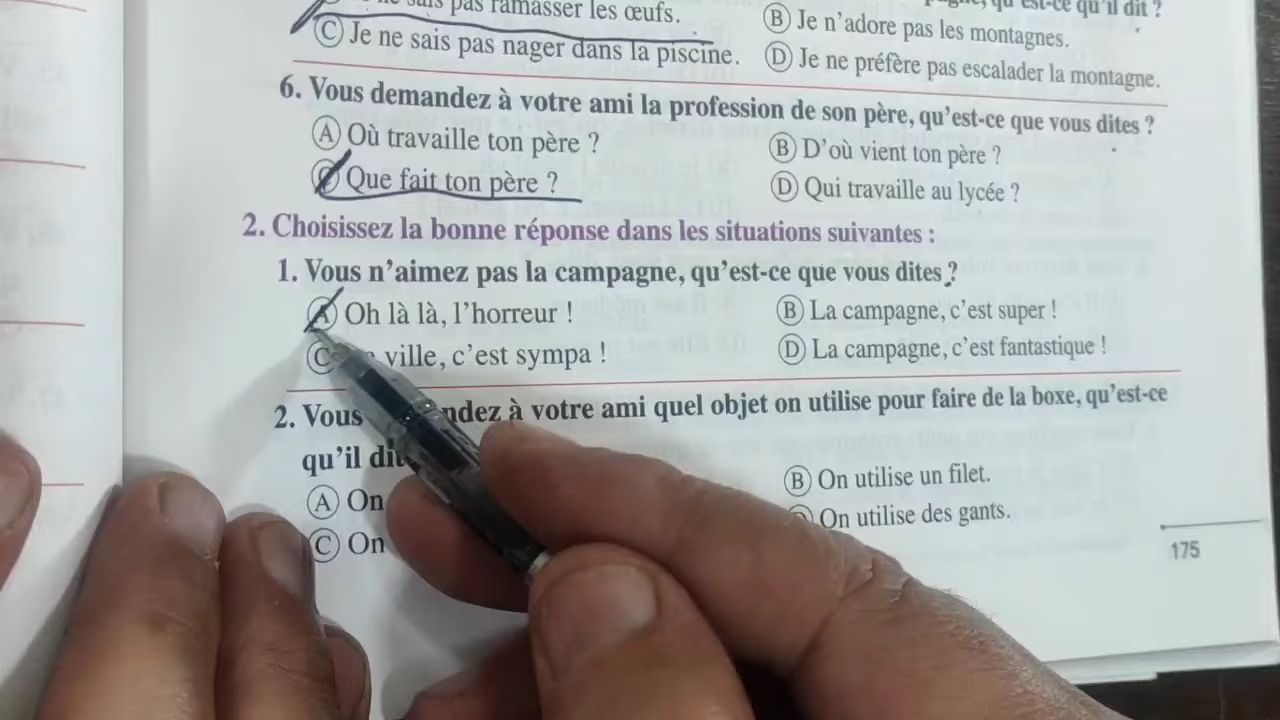 sais pas ramasser les œufs.
qu'est-ce qu'il dit ?
B Je n'adore pas les montagnes.
C Je ne sais pas nager dans la piscine.
D Je ne préfère pas escalader la montagne.
6. Vous demandez à votre ami la profession de son père, qu'est-ce que vous dites ?
A Où travaille ton père ?
B D'où vient ton père ?
Que fait ton père ?
D Qui travaille au lycée ?
2. Choisissez la bonne réponse dans les situations suivantes :
1. Vous n'aimez pas la campagne, qu'est-ce que vous dites ?
A Oh là là, l'horreur !
B La campagne, c'est super !
C ville, c'est sympa !
D La campagne, c'est fantastique !
2. Vous à votre ami quel objet on utilise pour faire de la boxe, qu'est-ce
qu'il
A On
B On utilise un filet.
C On
On utilise des gants.
175